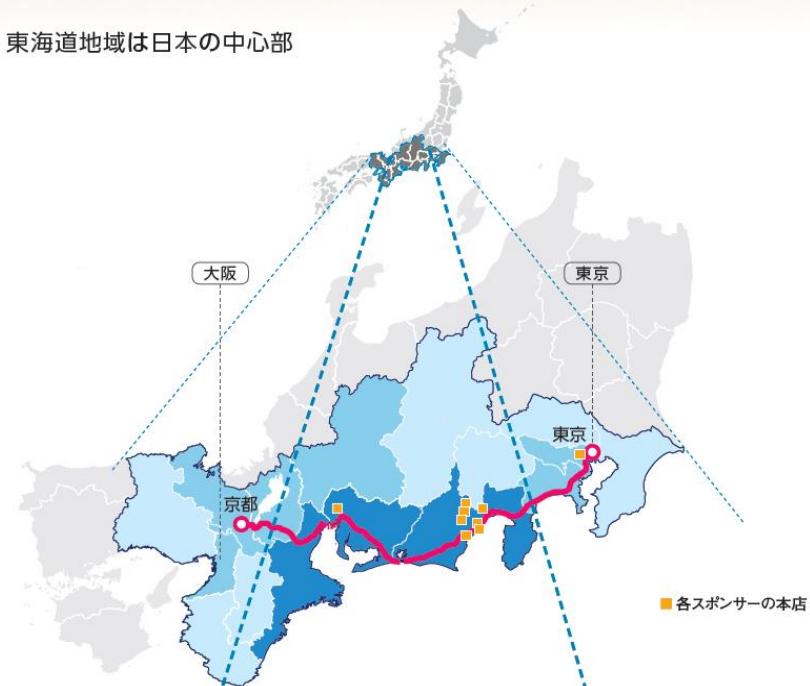 東海道地域は日本の中心部
大阪
東京
東京
京都
各スポンサーの本店